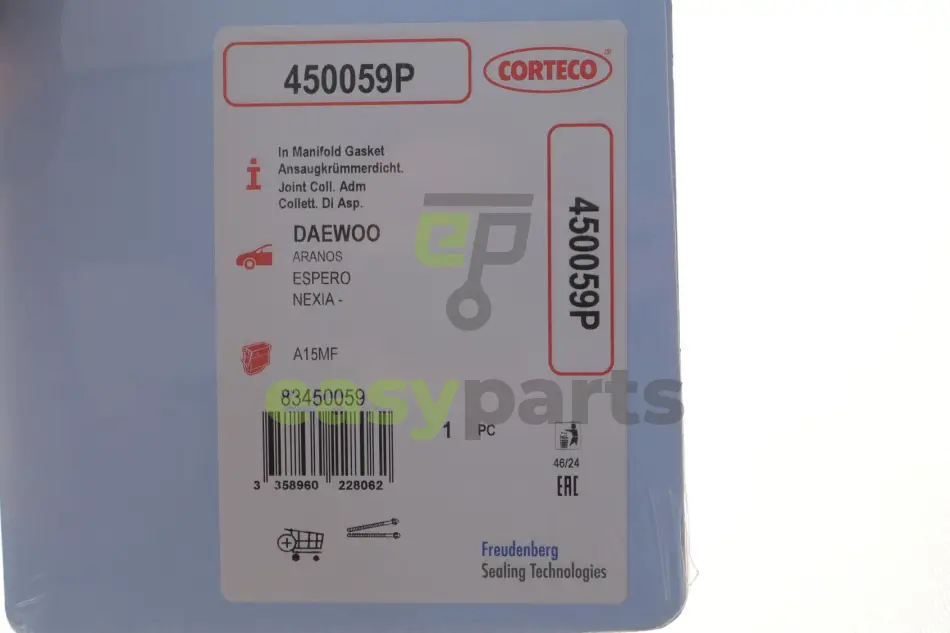 450059P
CORTECO
In Manifold Gasket
Ansaugkrümmerdicht.
Joint Coll. Adm
Collett. Di Asp.
DAEWOO
ARANOS
ESPERO
NEXIA -
450059P
A15MF
83450059
1 PC
3 358960 228062
46/24
EAC
Freudenberg
Sealing Technologies
ep
easyparts